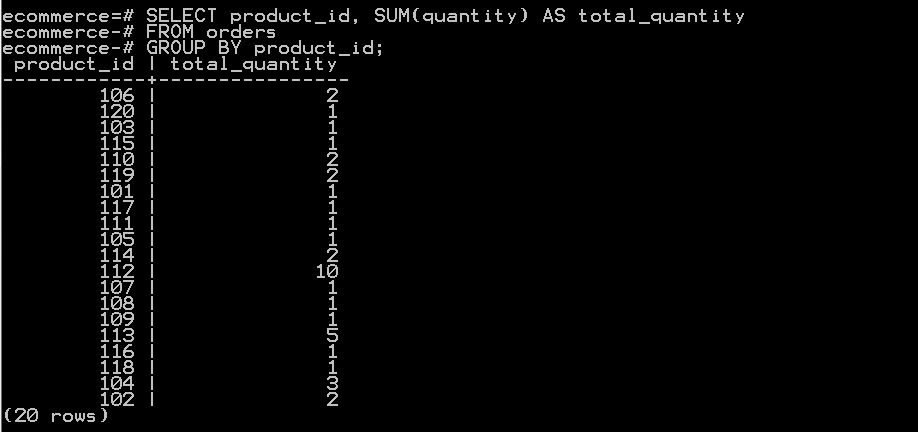 ecommerce=# SELECT product_id, SUM(quantity) AS total_quantity
ecommerce-# FROM orders
ecommerce-# GROUP BY product_id;
 product_id | total_quantity
------------+----------------
        106 |              2
        120 |              1
        103 |              1
        115 |              1
        110 |              2
        119 |              2
        101 |              1
        117 |              1
        111 |              1
        105 |              1
        114 |              2
        112 |             10
        107 |              1
        108 |              1
        109 |              1
        113 |              5
        116 |              1
        118 |              1
        104 |              3
        102 |              2
(20 rows)